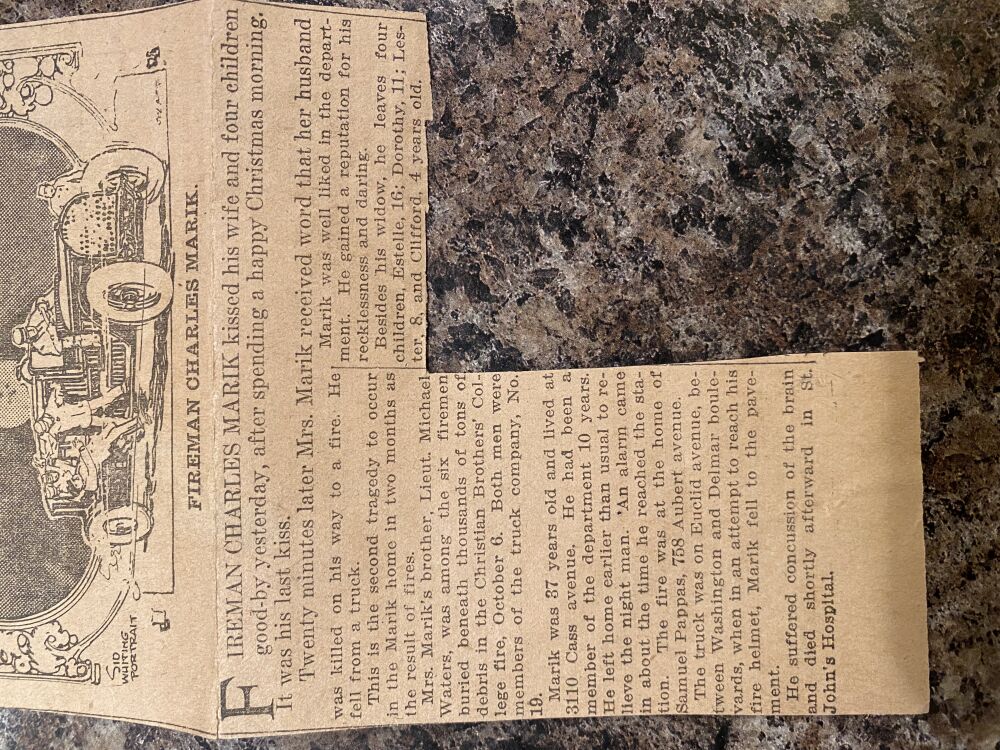 SID
WHITING
PORTRAIT
FIREMAN CHARLES MARIK.
FIREMAN CHARLES MARIK kissed his wife and four children
good-by yesterday, after spending a happy Christmas morning.
It was his last kiss.
Twenty minutes later Mrs. Marik received word that her husband
was killed on his way to a fire. He
fell from a truck.
This is the second tragedy to occur
in the Marik home in two months as
the result of fires.
Mrs. Marik's brother, Lieut. Michael
Waters, was among the six firemen
buried beneath thousands of tons of
debris in the Christian Brothers' Col-
lege fire, October 6. Both men were
members of the truck company, No.
19.
Marik was 37 years old and lived at
3110 Cass avenue. He had been a
member of the department 10 years.
He left home earlier than usual to re-
lieve the night man. An alarm came
in about the time he reached the sta-
tion. The fire was at the home of
Samuel Pappas, 758 Aubert avenue.
The truck was on Euclid avenue, be-
tween Washington and Delmar boule-
vards, when in an attempt to reach his
fire helmet, Marik fell to the pave-
ment.
He suffered concussion of the brain
and died shortly afterward in St.
John's Hospital.
Marik was well liked in the depart-
ment. He gained a reputation for his
recklessness and daring.
Besides his widow, he leaves four
children, Estelle, 16; Dorothy, 11; Les-
ter, 8, and Clifford, 4 years old.